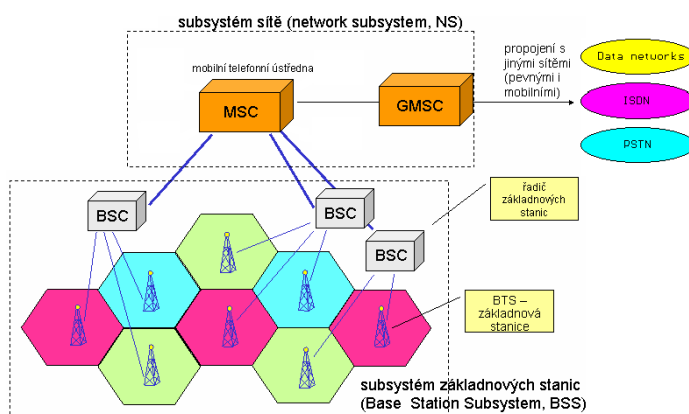 subsystém sítě (network subsystem, NS)
mobilní telefonní ústředna
MSC
GMSC
propojení s
jinými sítěmi
(pevnými i
mobilními)
Data networks
ISDN
PSTN
BSC
BSC
BSC
řadič
základnových
stanic
BTS –
základnová
stanice
subsystém základnových stanic
(Base Station Subsystem, BSS)